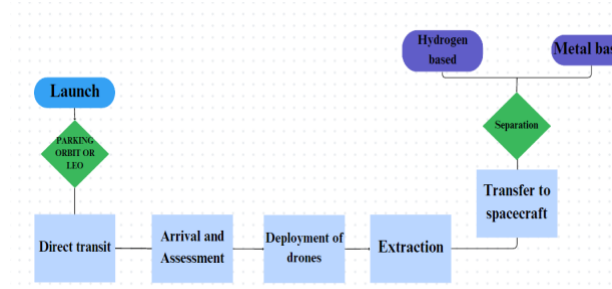 Hydrogen
based
Metal bas
Launch
PARKING
ORBIT OR
LEO
Separation
Transfer to
spacecraft
Direct transit
Arrival and
Assessment
Deployment of
drones
Extraction